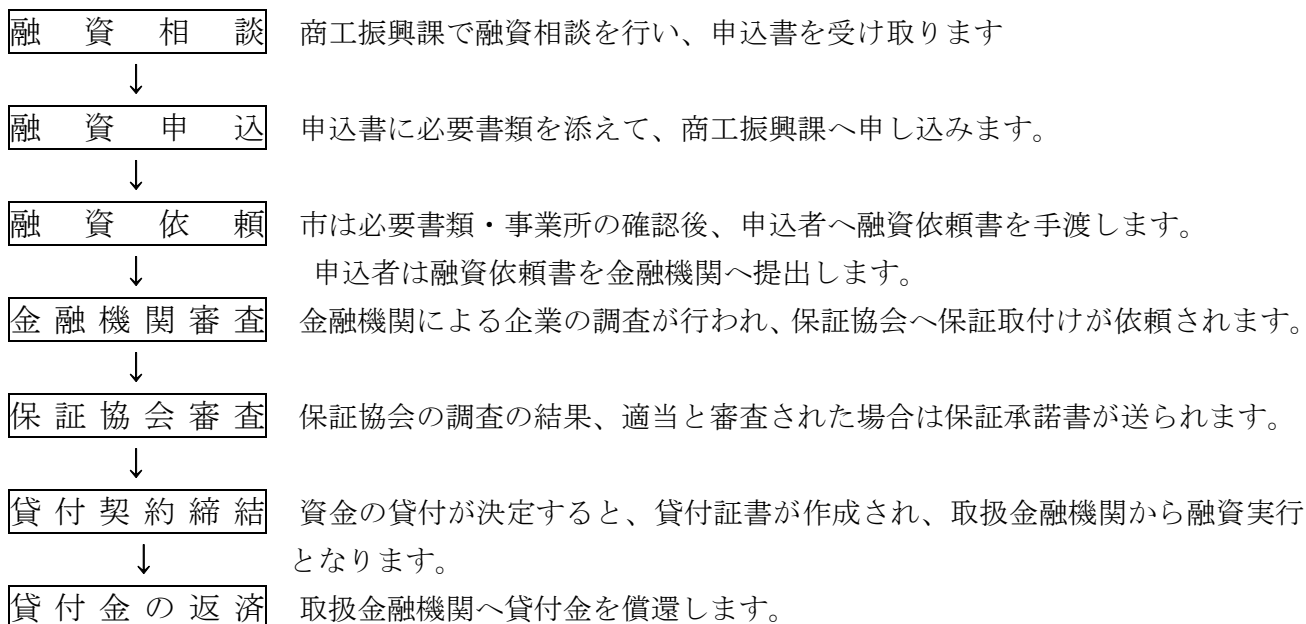 融資相談 商工振興課で融資相談を行い、申込書を受け取ります
↓
融資申込 申込書に必要書類を添えて、商工振興課へ申し込みます。
↓
融資依頼 市は必要書類・事業所の確認後、申込者へ融資依頼書を手渡します。
↓ 申込者は融資依頼書を金融機関へ提出します。
金融機関審査 金融機関による企業の調査が行われ、保証協会へ保証取付けが依頼されます。
↓
保証協会審査 保証協会の調査の結果、適当と審査された場合は保証承諾書が送られます。
↓
貸付契約締結 資金の貸付が決定すると、貸付証書が作成され、取扱金融機関から融資実行
↓ となります。
貸付金の返済 取扱金融機関へ貸付金を償還します。